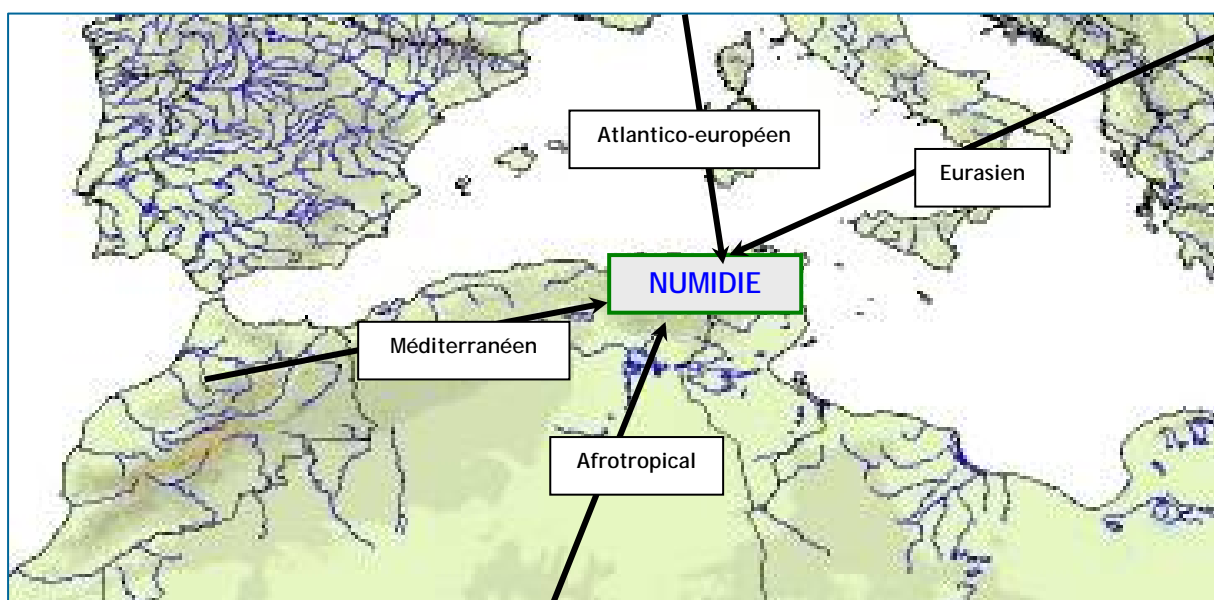 Atlantico-européen
Eurasien
NUMIDIE
Méditerranéen
Afrotropical